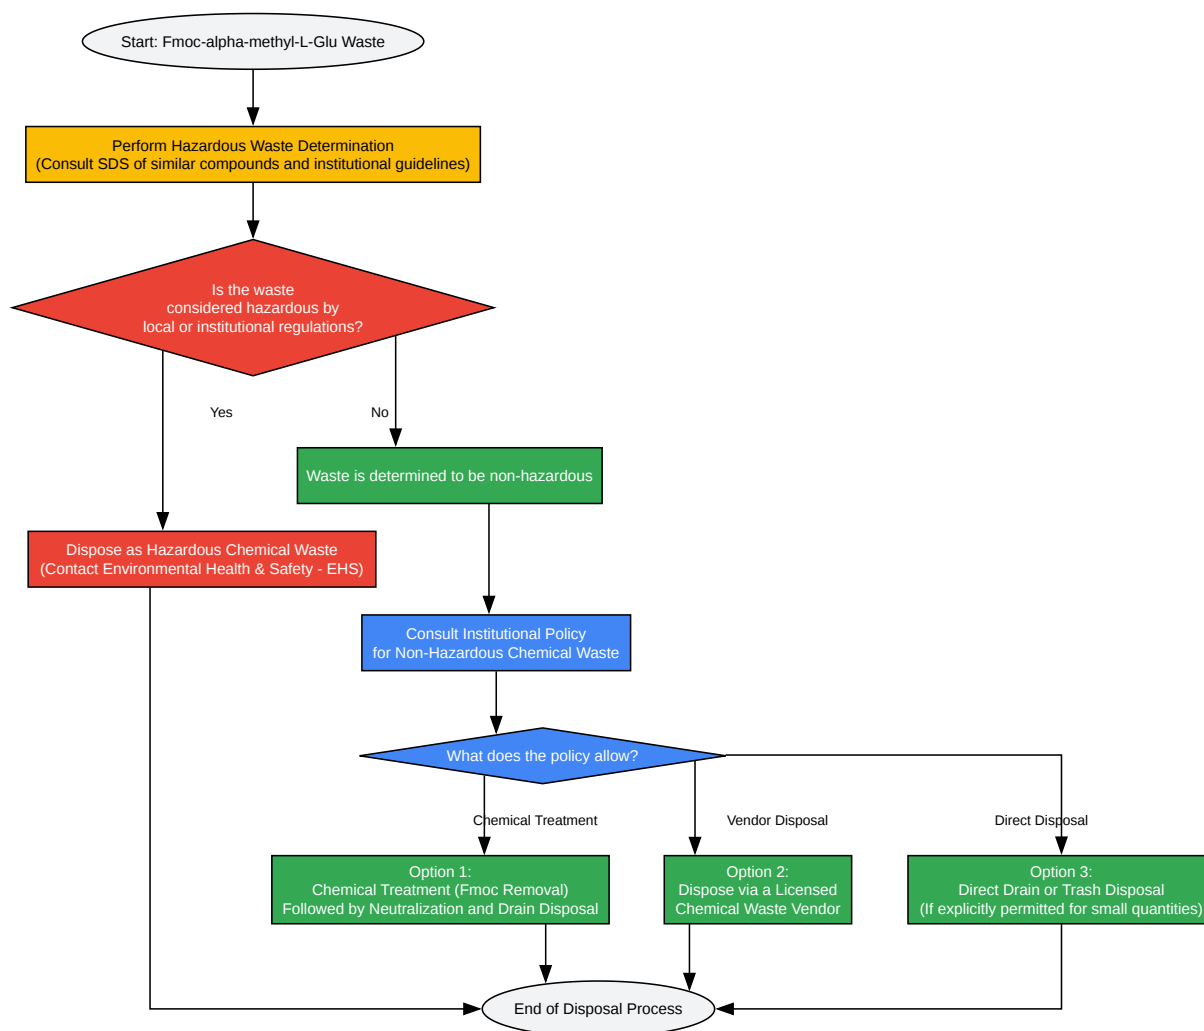 Start: Fmoc-alpha-methyl-L-Glu Waste
Perform Hazardous Waste Determination
(Consult SDS of similar compounds and institutional guidelines)
Is the waste
considered hazardous by
local or institutional regulations?
Yes
No
Waste is determined to be non-hazardous
Dispose as Hazardous Chemical Waste
(Contact Environmental Health & Safety - EHS)
Consult Institutional Policy
for Non-Hazardous Chemical Waste
What does the policy allow?
Chemical Treatment
Vendor Disposal
Direct Disposal
Option 1:
Chemical Treatment (Fmoc Removal)
Followed by Neutralization and Drain Disposal
Option 2:
Dispose via a Licensed
Chemical Waste Vendor
Option 3:
Direct Drain or Trash Disposal
(If explicitly permitted for small quantities)
End of Disposal Process